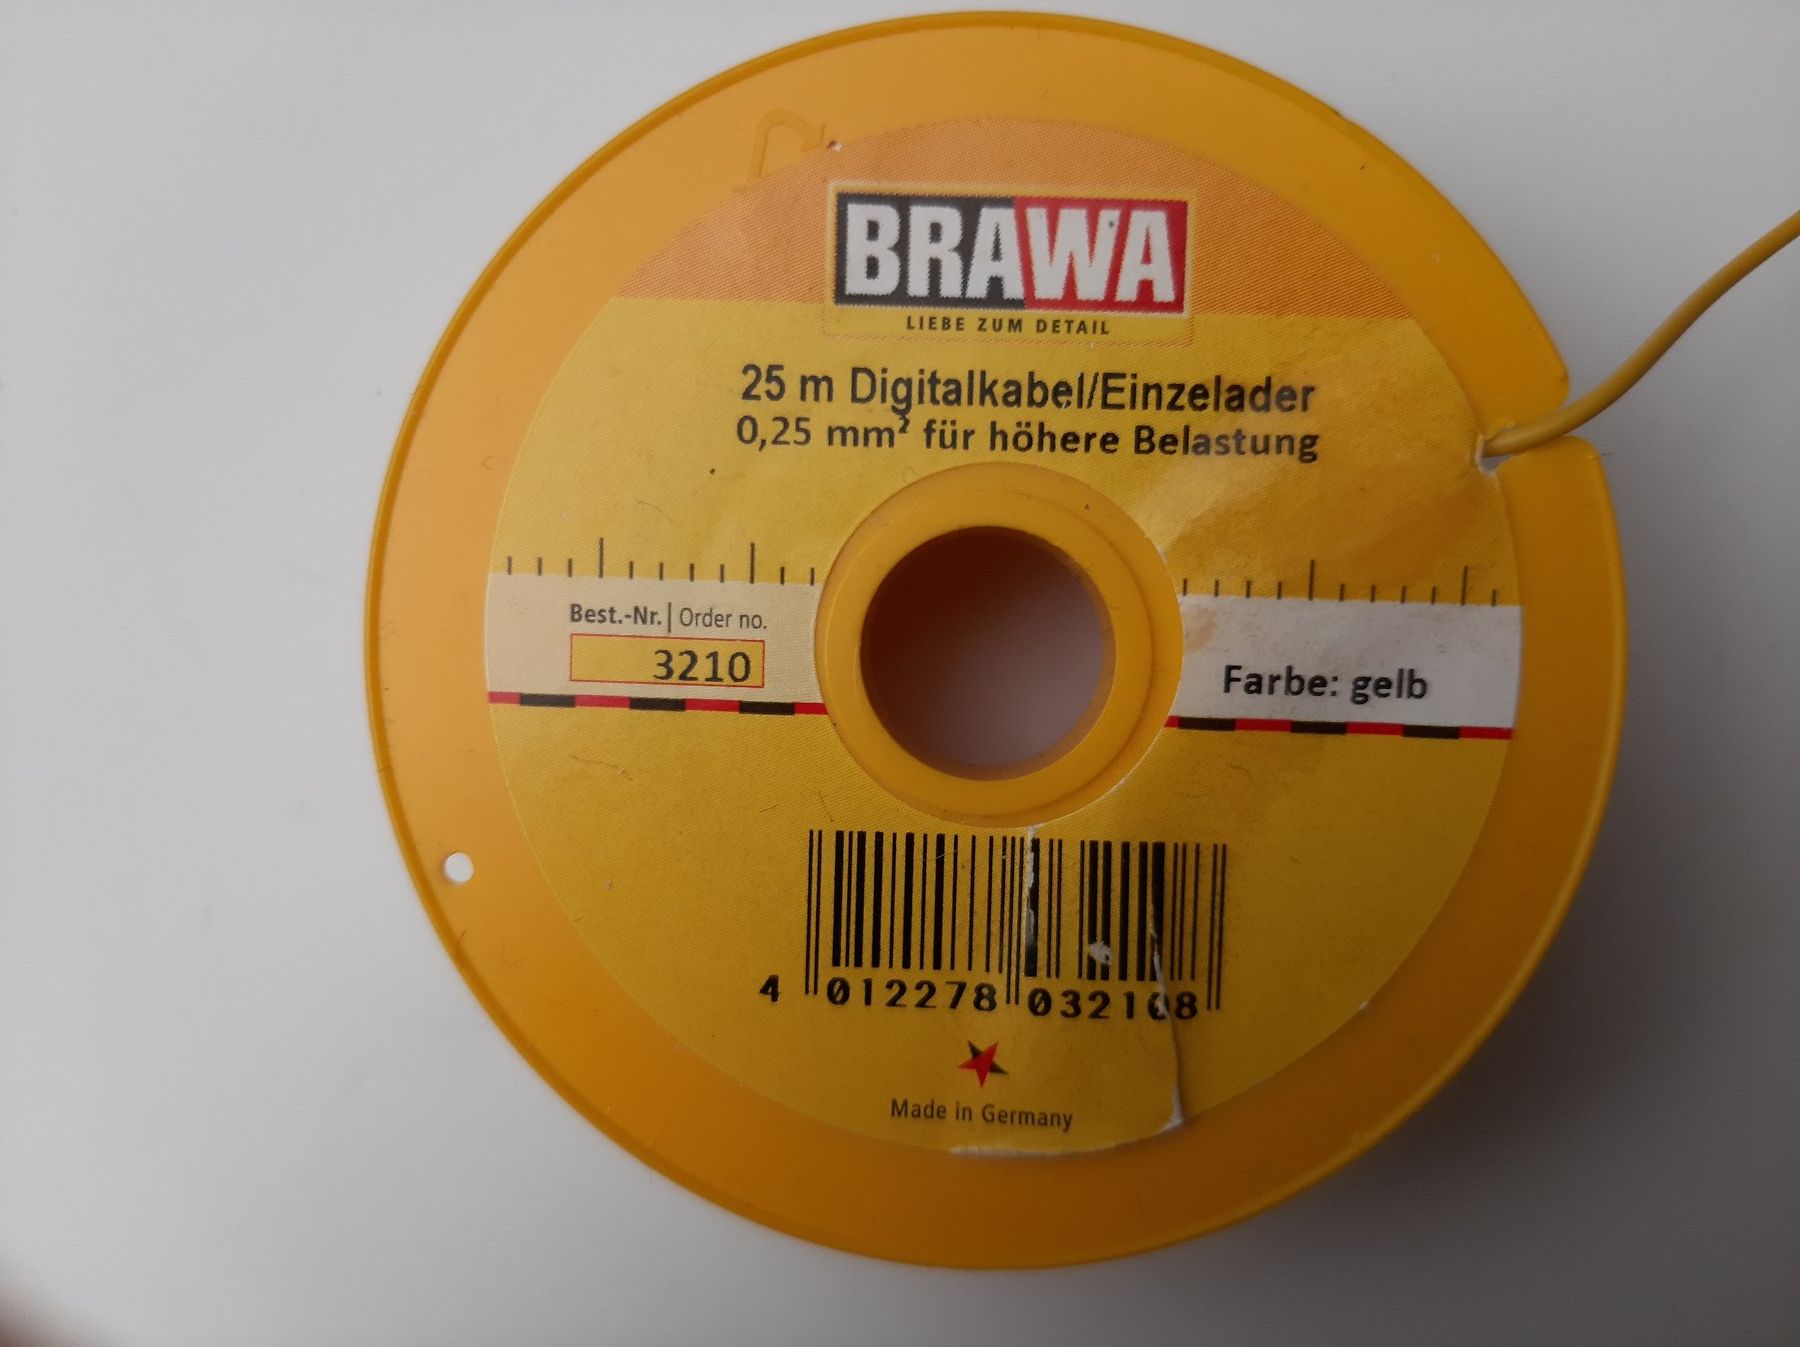 BRAWA
LIEBE ZUM DETAIL
25 m Digitalkabel/Einzelader
0,25 mm² für höhere Belastung
Best.-Nr. | Order no.
3210
Farbe: gelb
4 012278 032108
Made in Germany